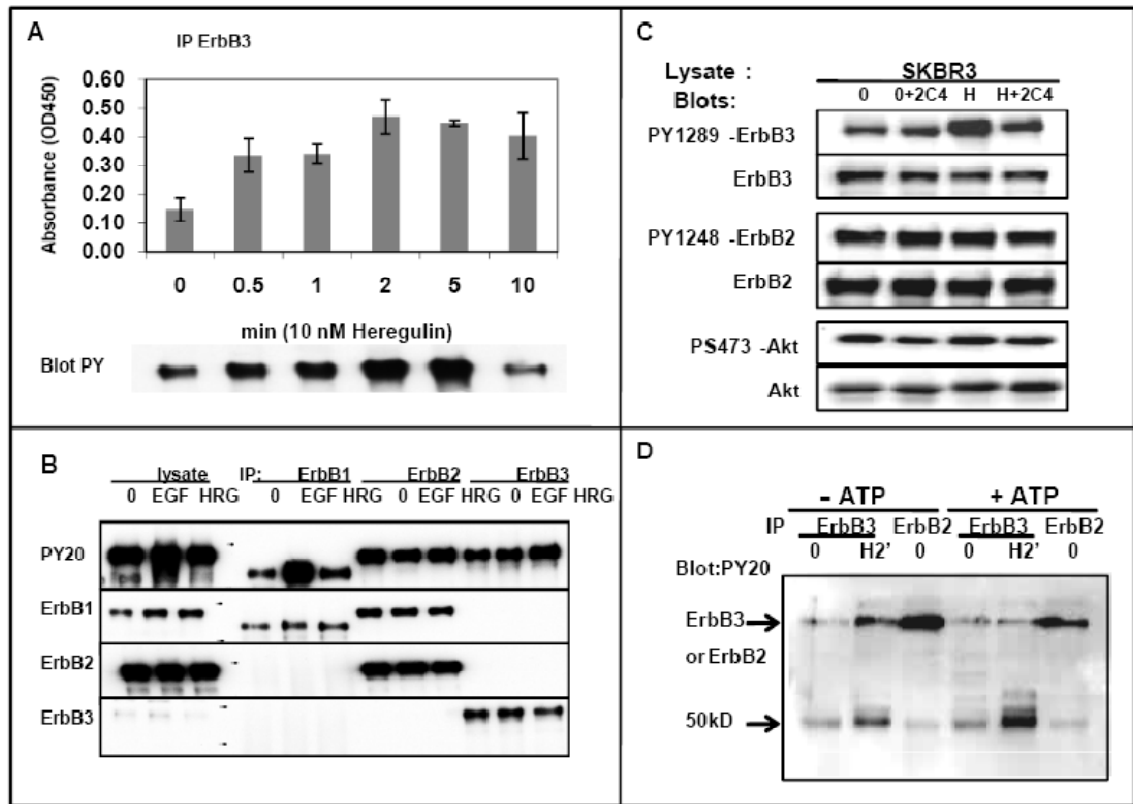 A
IP ErbB3
Absorbance (OD450)
0.60
0.50
0.40
0.30
0.20
0.10
0.00
0 0.5 1 2 5 10
min (10 nM Heregulin)
Blot PY
B
lysate IP: ErbB1 ErbB2 ErbB3
0 EGF HRG 0 EGF HRG 0 EGF HRG 0 EGF HRG
PY20
ErbB1
ErbB2
ErbB3
C
Lysate : SKBR3
Blots: 0 0+2C4 H H+2C4
PY1289 -ErbB3
ErbB3
PY1248 -ErbB2
ErbB2
PS473 -Akt
Akt
D
- ATP + ATP
IP ErbB3 ErbB2 ErbB3 ErbB2
0 H2' 0 0 H2' 0
Blot:PY20
ErbB3
or ErbB2
50kD